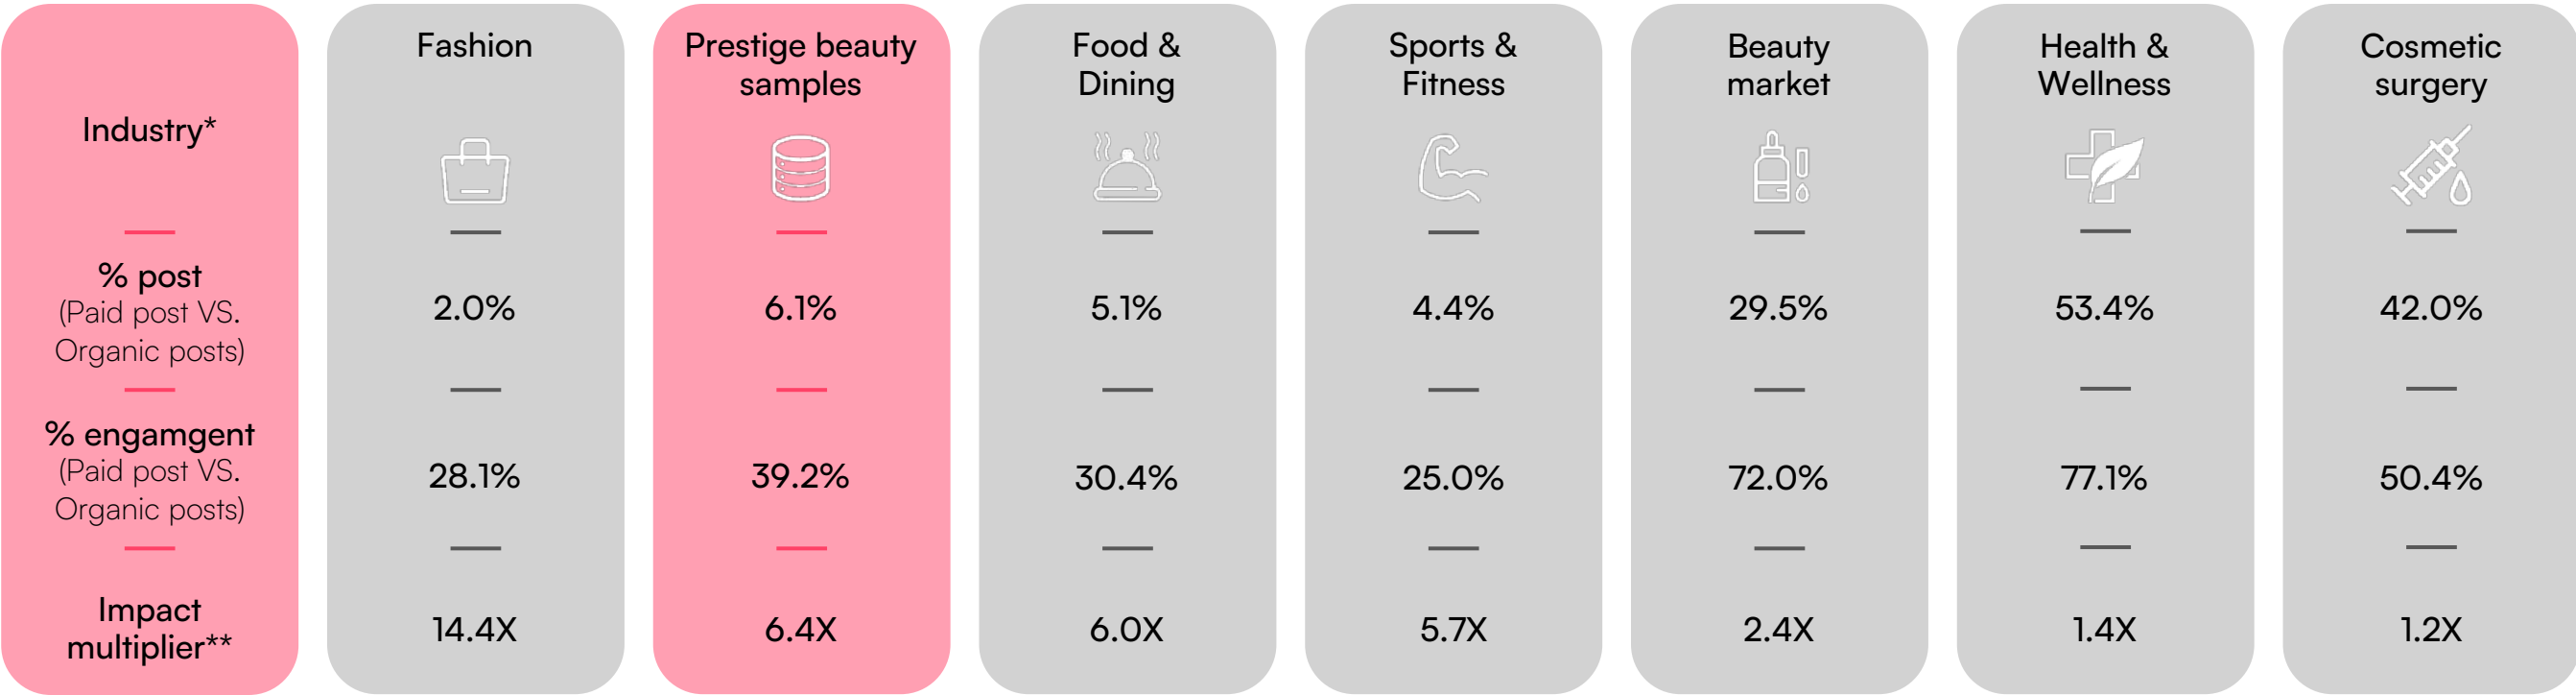 Industry*
Fashion
Prestige beauty
samples
Food &
Dining
Sports &
Fitness
Beauty
market
Health &
Wellness
Cosmetic
surgery
% post
(Paid post VS.
Organic posts)
2.0%
6.1%
5.1%
4.4%
29.5%
53.4%
42.0%
% engamgent
(Paid post VS.
Organic posts)
28.1%
39.2%
30.4%
25.0%
72.0%
77.1%
50.4%
Impact
multiplier**
14.4X
6.4X
6.0X
5.7X
2.4X
1.4X
1.2X